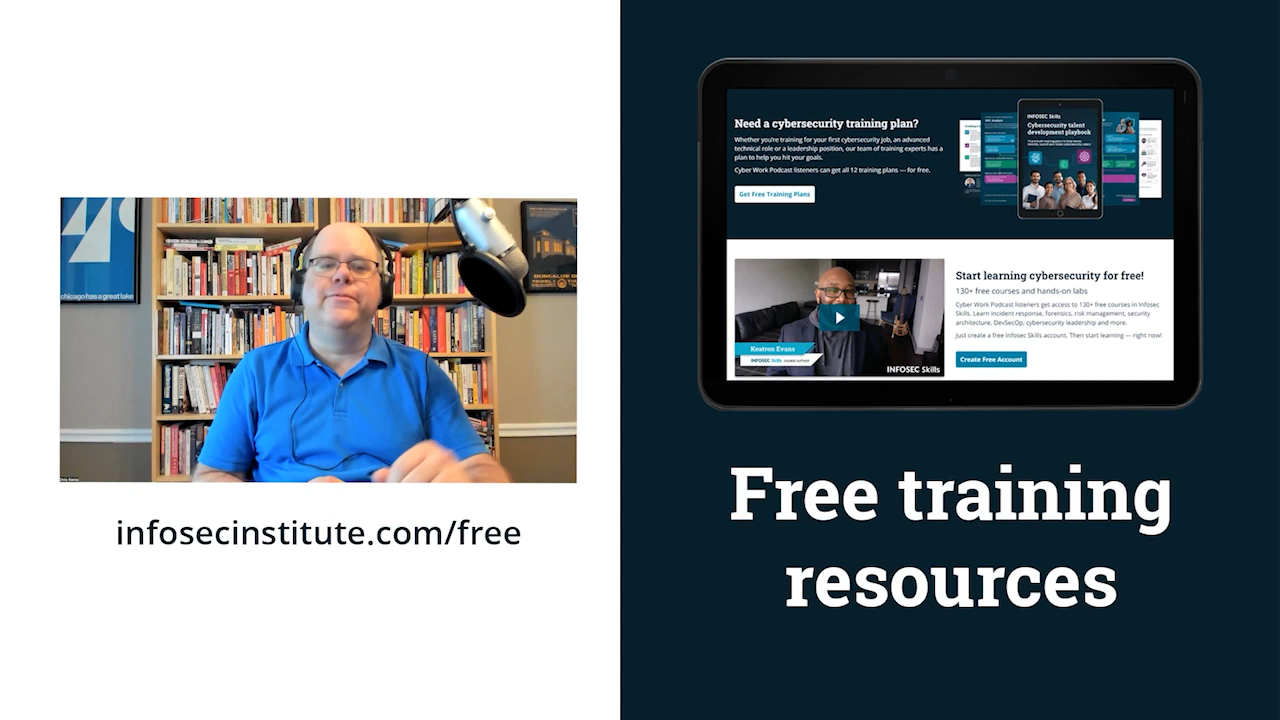 chicago has a great lake
infosecinstitute.com/free
Need a cybersecurity training plan?
Whether you're training for your first cybersecurity job, an advanced
technical role or a leadership position, our team of training experts has a
plan to help you hit your goals.
Cyber Work Podcast listeners can get all 12 training plans — for free.
Get Free Training Plans
INFOSEC Skills
Cybersecurity talent
development playbook
Keatron Evans
INFOSEC Skills COURSE AUTHOR
INFOSEC Skills
Start learning cybersecurity for free!
130+ free courses and hands-on labs
Cyber Work Podcast listeners get access to 130+ free courses in Infosec
Skills. Learn incident response, forensics, risk management, security
architecture, DevSecOp, cybersecurity leadership and more.
Just create a free Infosec Skills account. Then start learning — right now!
Create Free Account
Free training
resources